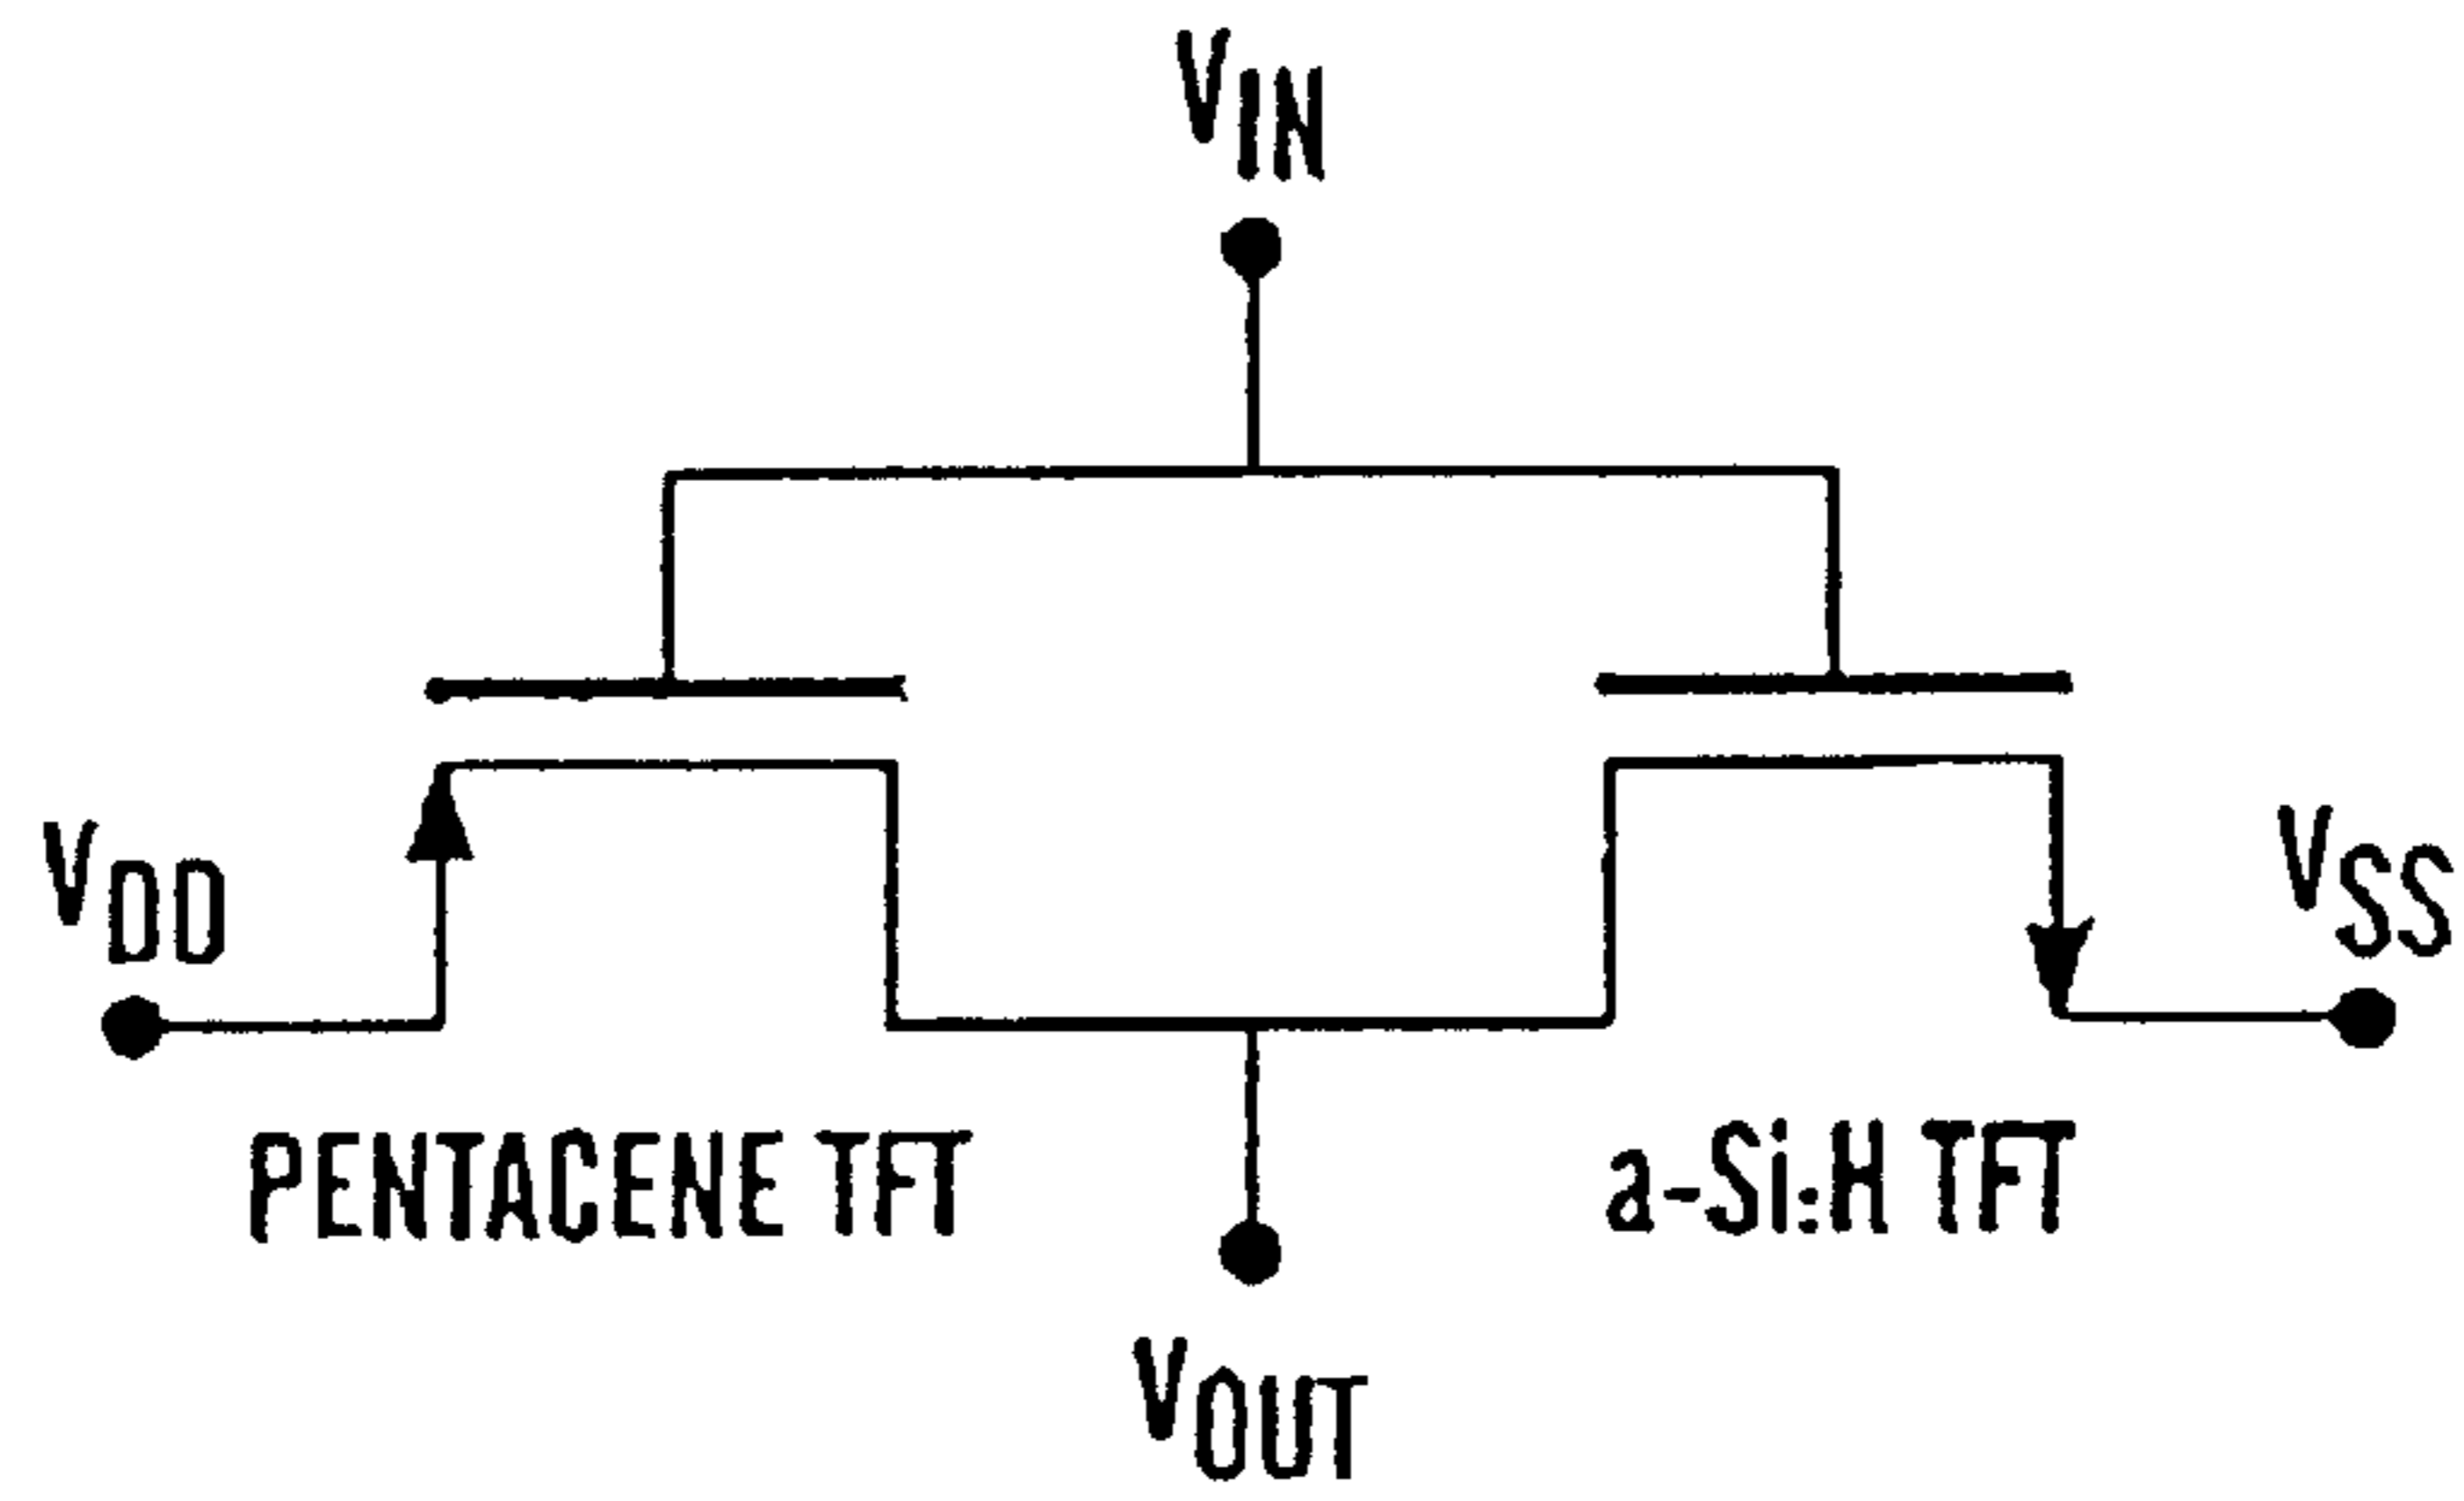 VIN
VDD
VSS
PENTACENE TFT
a-Si:H TFT
VOUT